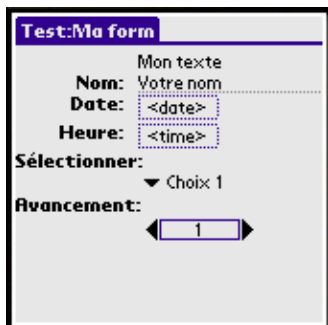 Test:Ma form
Mon texte
Nom: Votre nom
Date: <date>
Heure: <time>
Sélectionner:
Choix 1
Avancement:
1